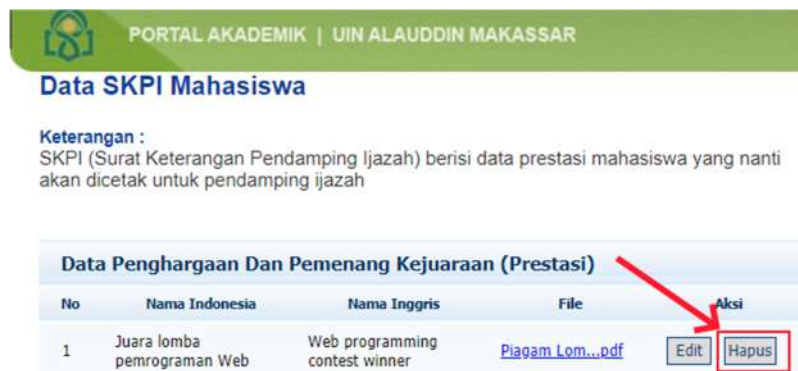 PORTAL AKADEMIK | UIN ALAUDDIN MAKASSAR
Data SKPI Mahasiswa
Keterangan :
SKPI (Surat Keterangan Pendamping Ijazah) berisi data prestasi mahasiswa yang nanti
akan dicetak untuk pendamping ijazah
Data Penghargaan Dan Pemenang Kejuaraan (Prestasi)
No Nama Indonesia Nama Inggris File Aksi
1 Juara lomba Web programming Piagam Lom...pdf Edit Hapus
pemrograman Web contest winner